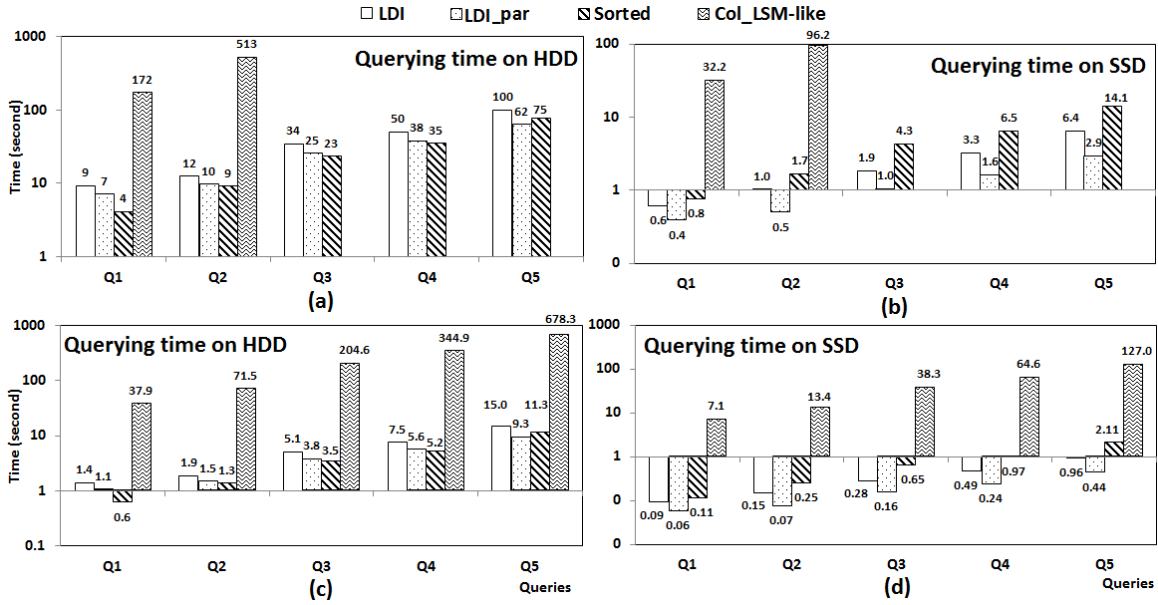 LDI LDI_par Sorted Col_LSM-like
Querying time on HDD
Time (second)
1000
100
10
1
9 7 4 172
12 10 9 513
34 25 23
50 38 35
100 62 75
Q1 Q2 Q3 Q4 Q5
(a)
Querying time on SSD
100
10
1
0
0.6 0.4 0.8 32.2
1.0 0.5 1.7 96.2
1.9 1.0 4.3
3.3 1.6 6.5
6.4 2.9 14.1
Q1 Q2 Q3 Q4 Q5
(b)
Querying time on HDD
Time (second)
1000
100
10
1
0.1
1.4 1.1 0.6 37.9
1.9 1.5 1.3 71.5
5.1 3.8 3.5 204.6
7.5 5.6 5.2 344.9
15.0 9.3 11.3 678.3
Q1 Q2 Q3 Q4 Q5
Queries
(c)
Querying time on SSD
1000
100
10
1
0
0
0.09 0.06 0.11 7.1
0.15 0.07 0.25 13.4
0.28 0.16 0.65 38.3
0.49 0.24 0.97 64.6
0.96 0.44 2.11 127.0
Q1 Q2 Q3 Q4 Q5
Queries
(d)